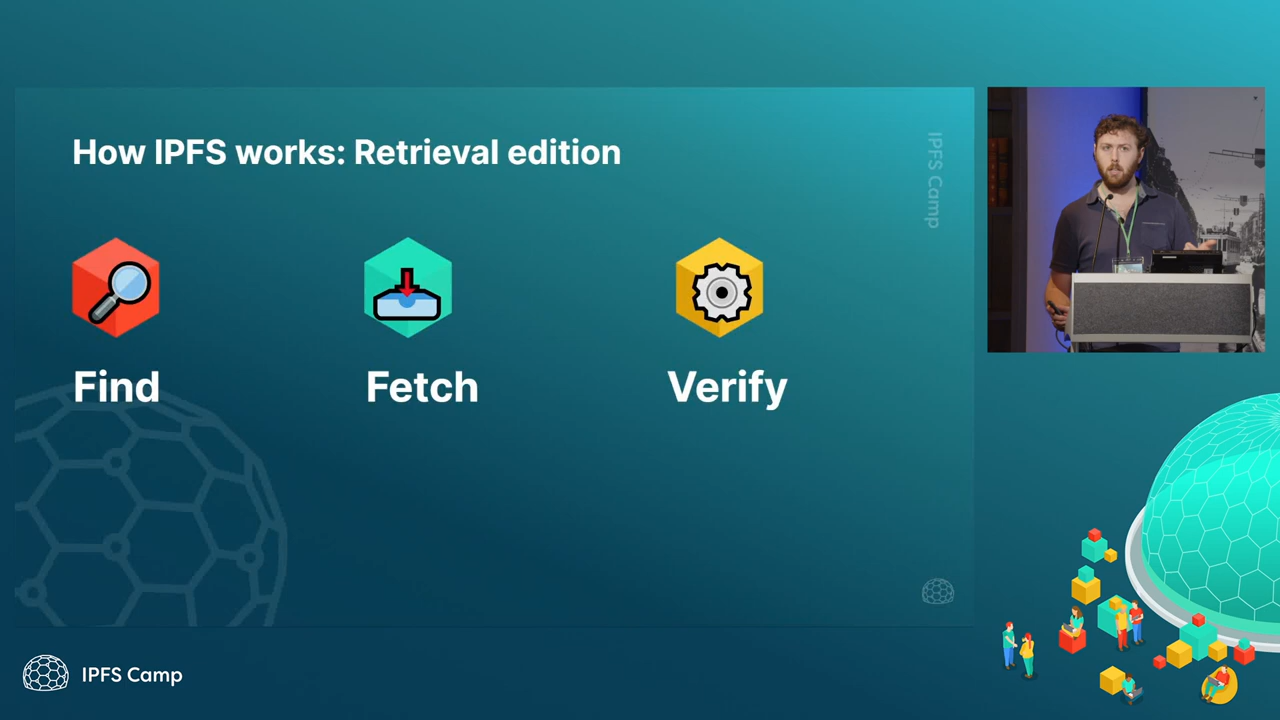 How IPFS works: Retrieval edition
IPFS Camp
Find
Fetch
Verify
IPFS Camp